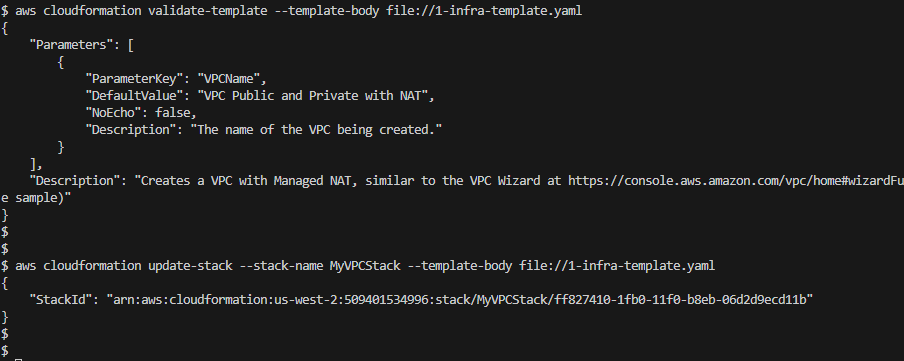 $ aws cloudformation validate-template --template-body file://1-infra-template.yaml
{
    "Parameters": [
        {
            "ParameterKey": "VPCName",
            "DefaultValue": "VPC Public and Private with NAT",
            "NoEcho": false,
            "Description": "The name of the VPC being created."
        }
    ],
    "Description": "Creates a VPC with Managed NAT, similar to the VPC Wizard at https://console.aws.amazon.com/vpc/home#wizardFu
e sample)"
}
$
$
$ aws cloudformation update-stack --stack-name MyVPCStack --template-body file://1-infra-template.yaml
{
    "StackId": "arn:aws:cloudformation:us-west-2:509401534996:stack/MyVPCStack/ff827410-1fb0-11f0-b8eb-06d2d9ecd11b"
}
$
$